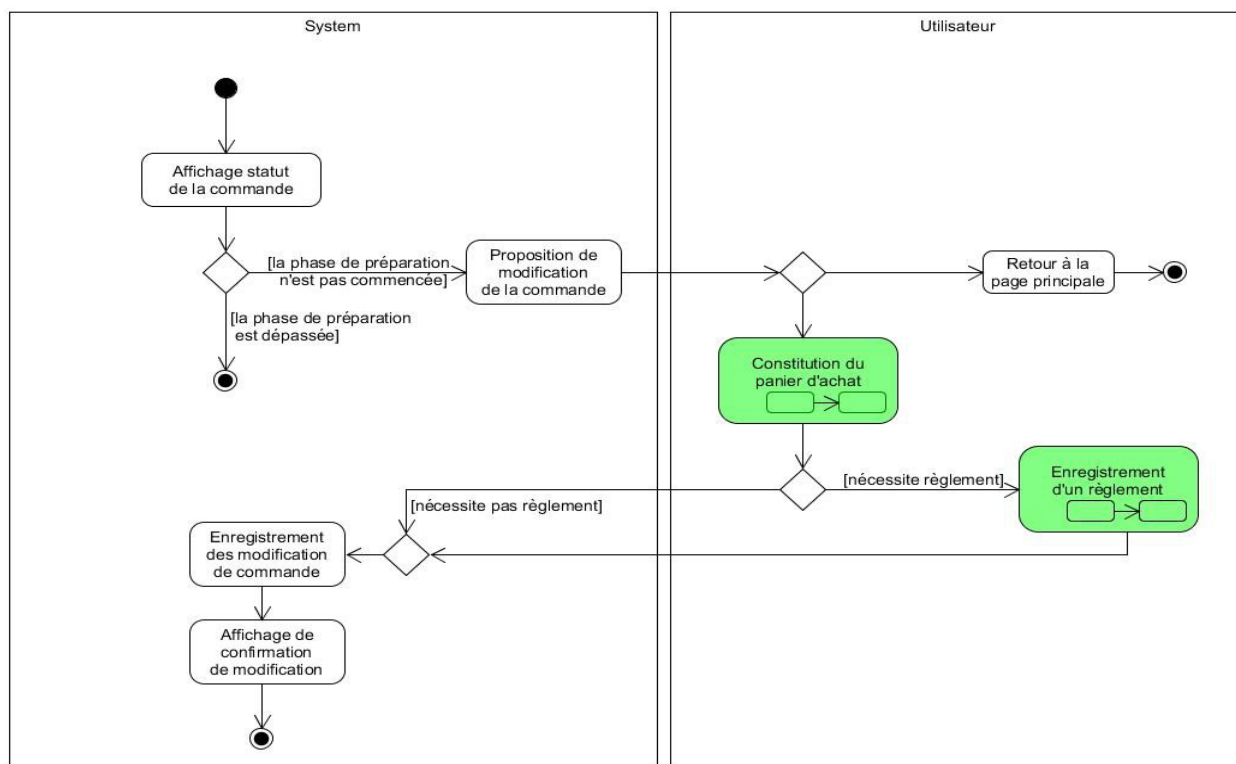 System
Utilisateur
Affichage statut
de la commande
[la phase de préparation
n'est pas commencée]
Proposition de
modification
de la commande
Retour à la
page principale
[la phase de préparation
est dépassée]
Constitution du
panier d'achat
[nécessite règlement]
Enregistrement
d'un règlement
[nécessite pas règlement]
Enregistrement
des modification
de commande
Affichage de
confirmation
de modification